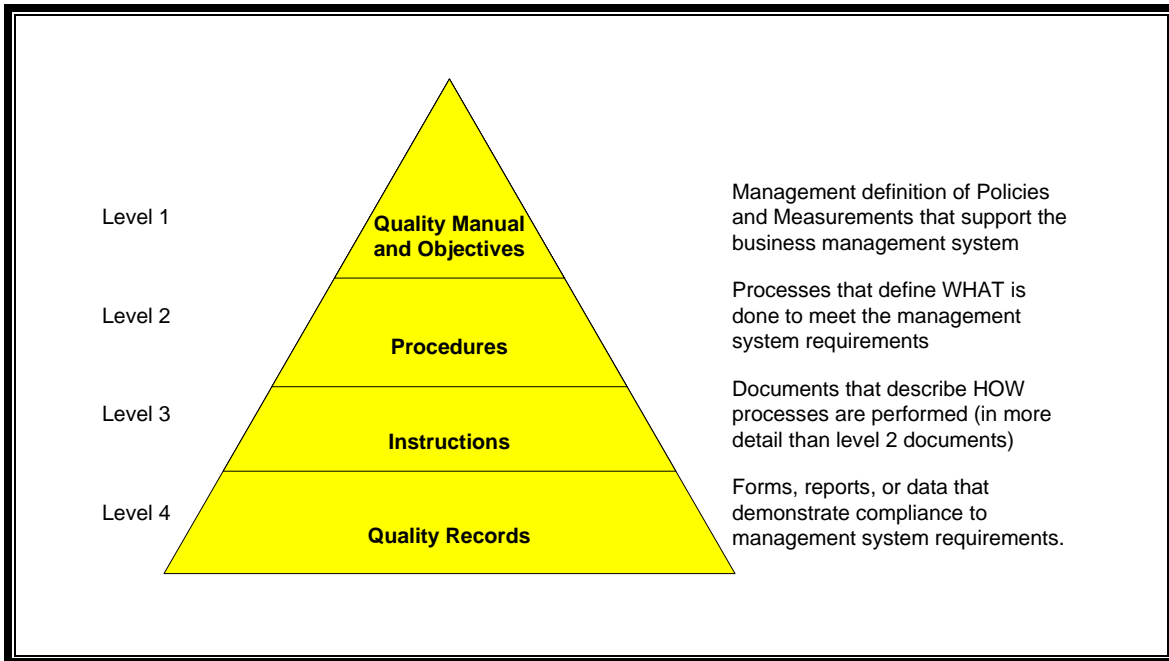 Level 1
Quality Manual
and Objectives
Management definition of Policies
and Measurements that support the
business management system
Level 2
Procedures
Processes that define WHAT is
done to meet the management
system requirements
Level 3
Instructions
Documents that describe HOW
processes are performed (in more
detail than level 2 documents)
Level 4
Quality Records
Forms, reports, or data that
demonstrate compliance to
management system requirements.